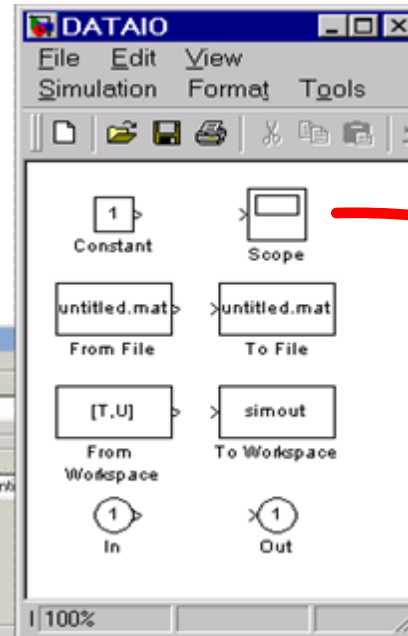 DATAIO
File Edit View
Simulation Format Tools
1
Constant
Scope
untitled.mat
From File
untitled.mat
To File
[T,U]
From
Workspace
simout
To Workspace
1
In
1
Out
100%